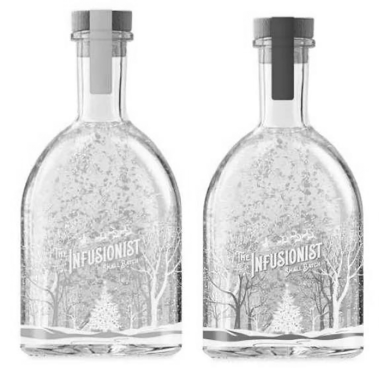 THE
INFUSIONIST
SMALL BATCH
THE
INFUSIONIST
SMALL BATCH